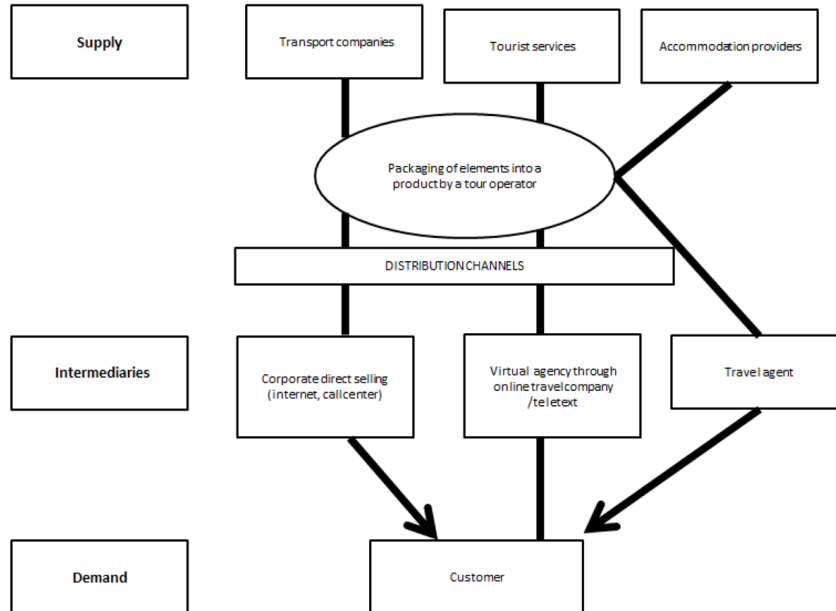 Supply
Transport companies
Tourist services
Accommodation providers
Packaging of elements into a
product by a tour operator
DISTRIBUTION CHANNELS
Intermediaries
Corporate direct selling
(internet, callcenter)
Virtual agency through
online travel company
/teletext
Travel agent
Demand
Customer